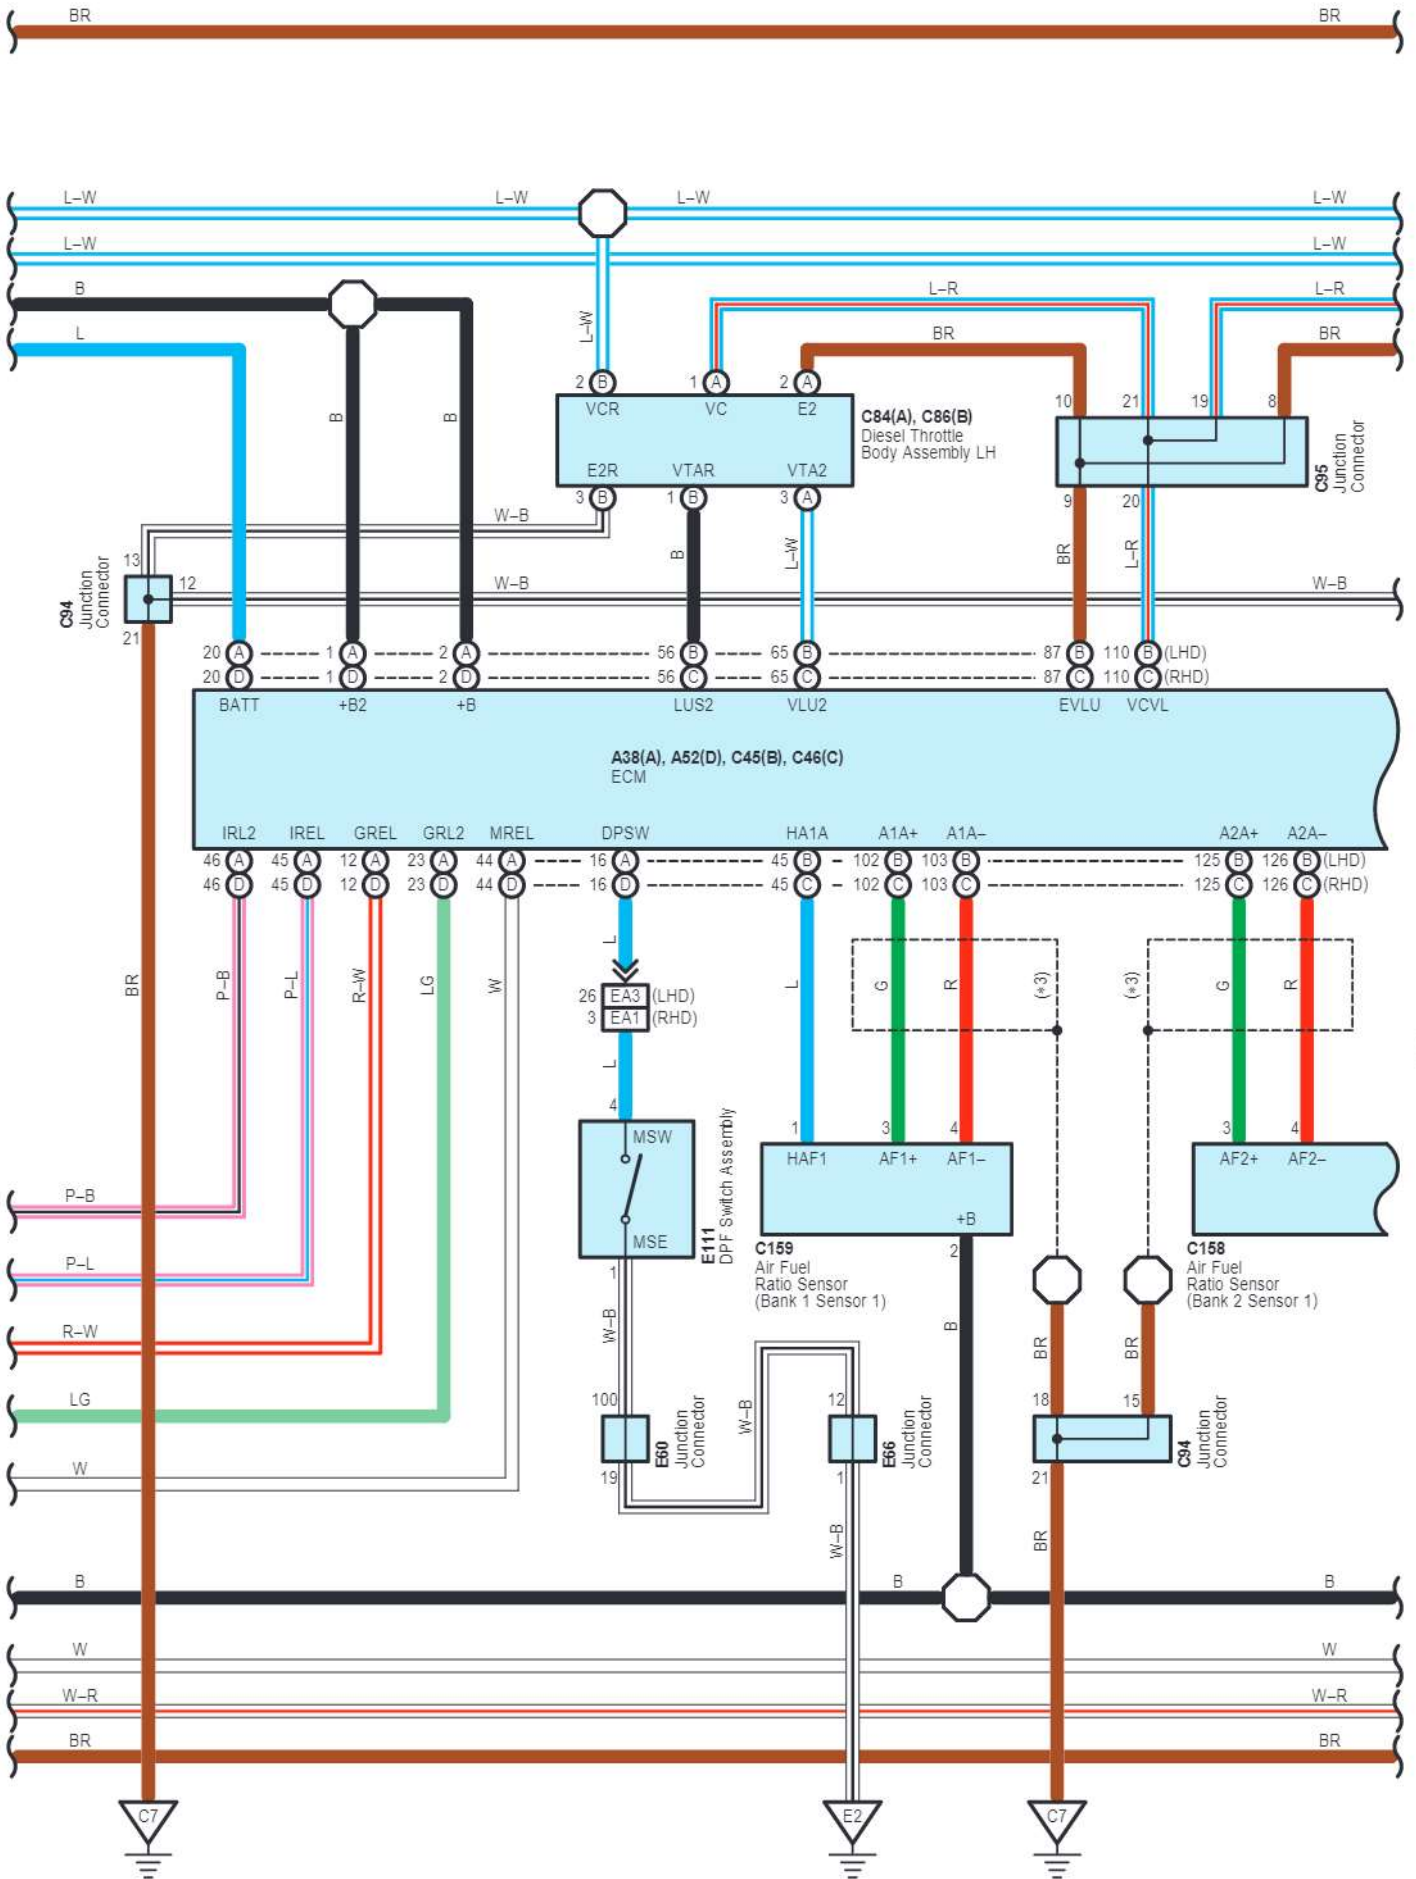 BR BR
L–W L–W L–W L–W
L–W L–W
B L–R L–R
L BR BR
L–W
2 B 1 A 2 A 10 21 19 8
VCR VC E2
B B
C84(A), C86(B)
Diesel Throttle
Body Assembly LH
C95
Junction
Connector
E2R VTAR VTA2
3 B 1 B 3 A 9 20
W–B
B L–W BR L–R
13
C94
Junction
Connector
12 W–B W–B
21
20 A 1 A 2 A 56 B 65 B 87 B 110 B (LHD)
20 D 1 D 2 D 56 C 65 C 87 C 110 C (RHD)
BATT +B2 +B LUS2 VLU2 EVLU VCVL
A38(A), A52(D), C45(B), C46(C)
ECM
IRL2 IREL GREL GRL2 MREL DPSW HA1A A1A+ A1A– A2A+ A2A–
46 A 45 A 12 A 23 A 44 A 16 A 45 B 102 B 103 B 125 B 126 B (LHD)
46 D 45 D 12 D 23 D 44 D 16 D 45 C 102 C 103 C 125 C 126 C (RHD)
L
BR P–B P–L R–W LG W L G R (*3) (*3) G R
26 EA3 (LHD)
3 EA1 (RHD)
L
4 1 3 4 3 4
MSW
HAF1 AF1+ AF1– AF2+ AF2–
E111
DPF Switch Assembly
P–B
+B
MSE
C159
Air Fuel
Ratio Sensor
(Bank 1 Sensor 1)
2
C158
Air Fuel
Ratio Sensor
(Bank 2 Sensor 1)
P–L
1
R–W W–B B BR BR
LG
100 12 18 15
E60
Junction
Connector
W–B
E66
Junction
Connector
C94
Junction
Connector
W
19 1 21
W–B BR
B B B
W W
W–R W–R
BR BR
C7 E2 C7